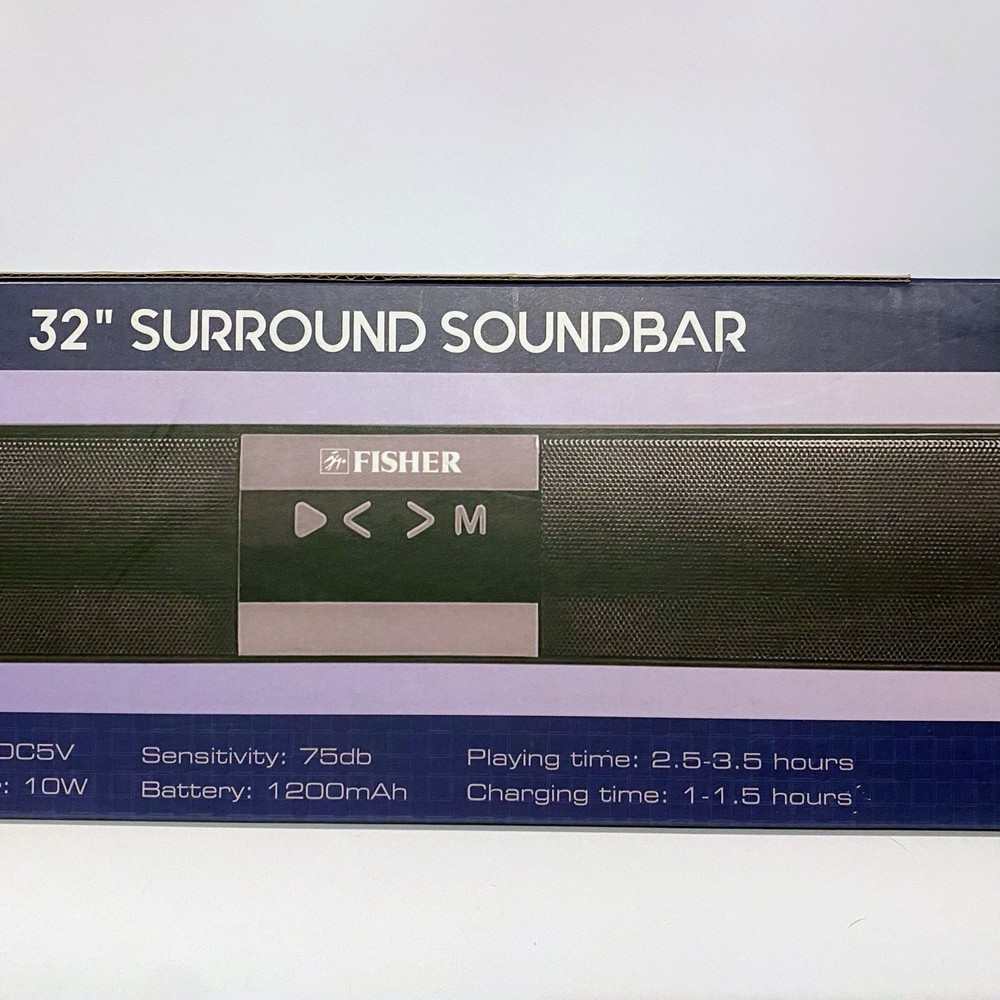 32" SURROUND SOUNDBAR
FISHER
M
DC5V
Sensitivity: 75db
Playing time: 2.5-3.5 hours
: 10W
Battery: 1200mAh
Charging time: 1-1.5 hours